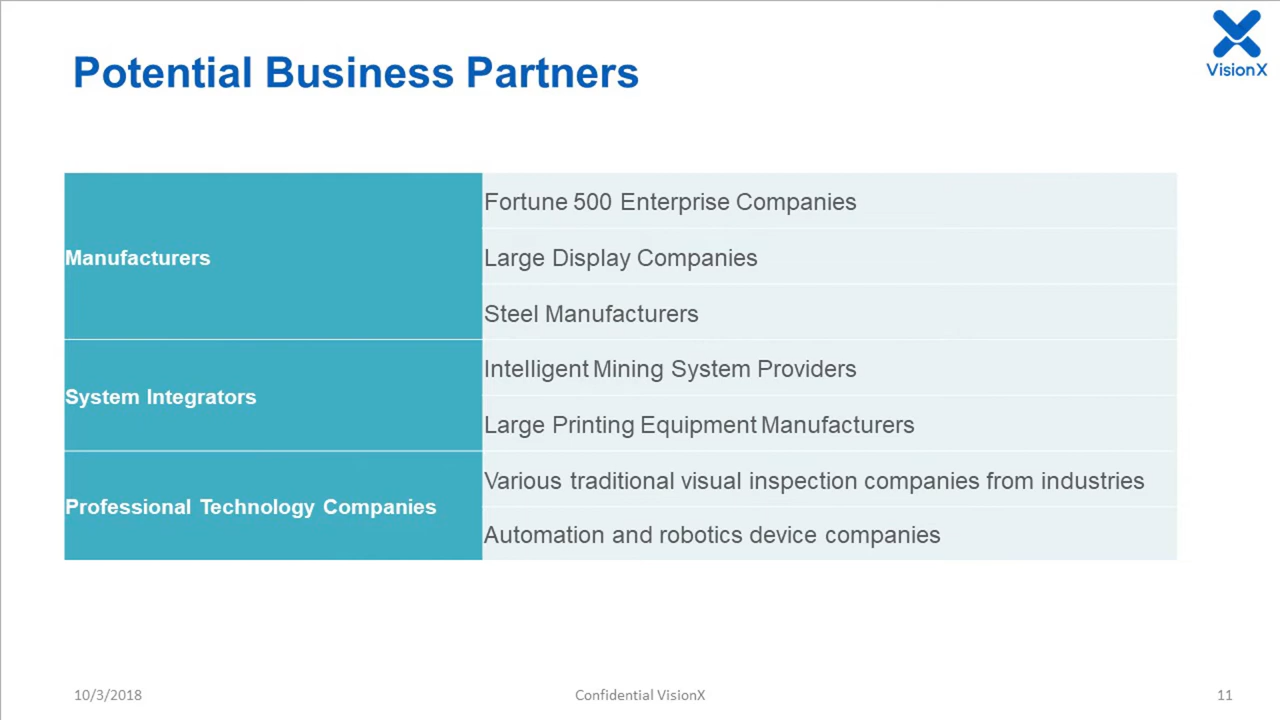 VisionX
Potential Business Partners
Manufacturers
Fortune 500 Enterprise Companies
Large Display Companies
Steel Manufacturers
System Integrators
Intelligent Mining System Providers
Large Printing Equipment Manufacturers
Professional Technology Companies
Various traditional visual inspection companies from industries
Automation and robotics device companies
10/3/2018
Confidential VisionX
11